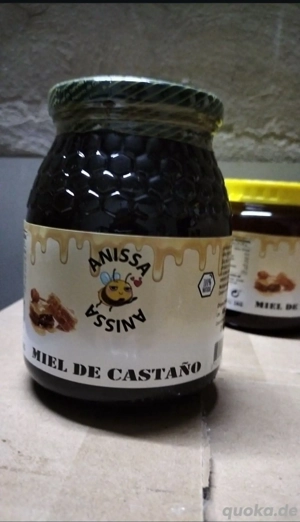 ANISSA
ANISSA
MIEL DE CASTAÑO
MIEL DE
quoka.de